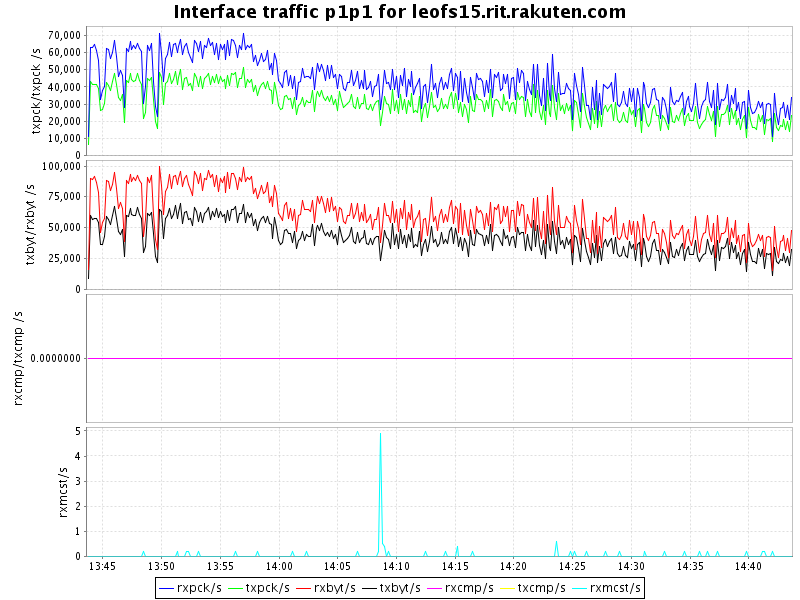 Interface traffic p1p1 for leofs15.rit.rakuten.com
txpck/txpck /s
70,000
60,000
50,000
40,000
30,000
20,000
10,000
0
txbyt/rxbyt /s
100,000
75,000
50,000
25,000
0
rxcmp/txcmp /s
0.0000000
rxmcst/s
5
4
3
2
1
0
13:45 13:50 13:55 14:00 14:05 14:10 14:15 14:20 14:25 14:30 14:35 14:40
rxpck/s txpck/s rxbyt/s txbyt/s rxcmp/s txcmp/s rxmcst/s